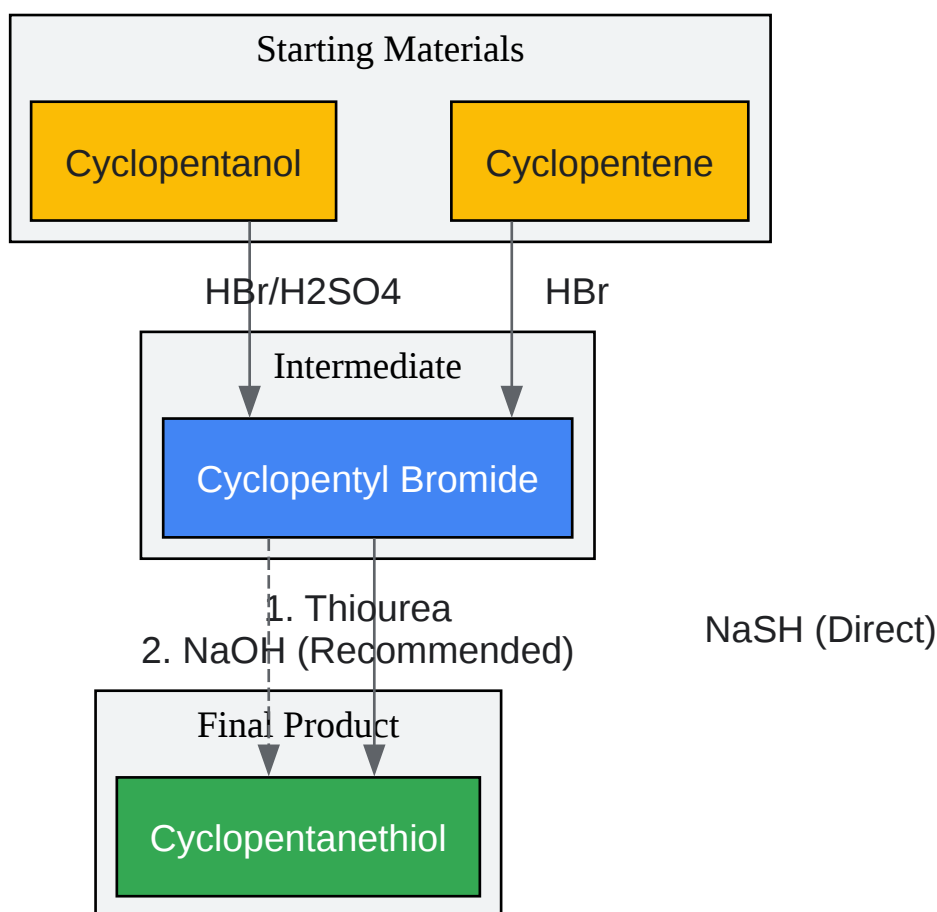 Starting Materials
Cyclopentanol
Cyclopentene
HBr/H2SO4
HBr
Intermediate
Cyclopentyl Bromide
1. Thiourea
2. NaOH (Recommended)
NaSH (Direct)
Final Product
Cyclopentanethiol